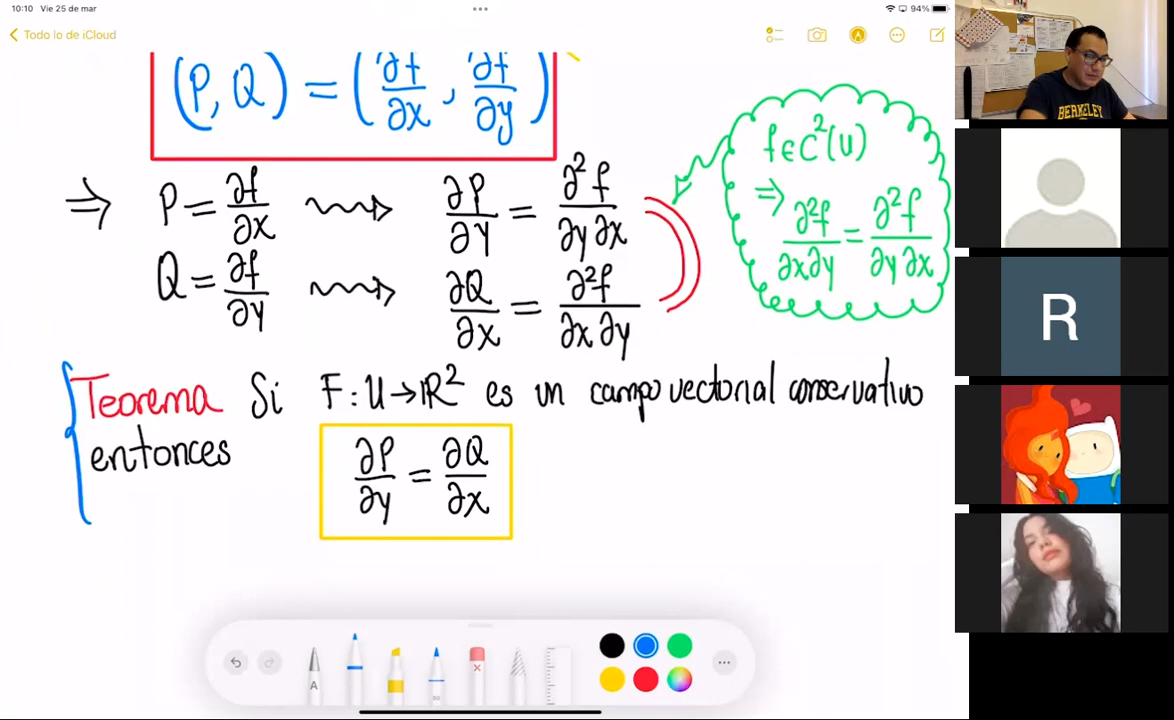 10:10 Vie 25 de mar
94%
Todo lo de iCloud
(P, Q) = (∂f/∂x, ∂f/∂y)
⇒ P = ∂f/∂x ⇝ ∂P/∂y = ∂²f/∂y∂x
Q = ∂f/∂y ⇝ ∂Q/∂x = ∂²f/∂x∂y
f∈C²(U)
⇒
∂²f/∂x∂y = ∂²f/∂y∂x
Teorema Si F:U→ℝ² es un campo vectorial conservativo
entonces
∂P/∂y = ∂Q/∂x
A
BERKELEY
R